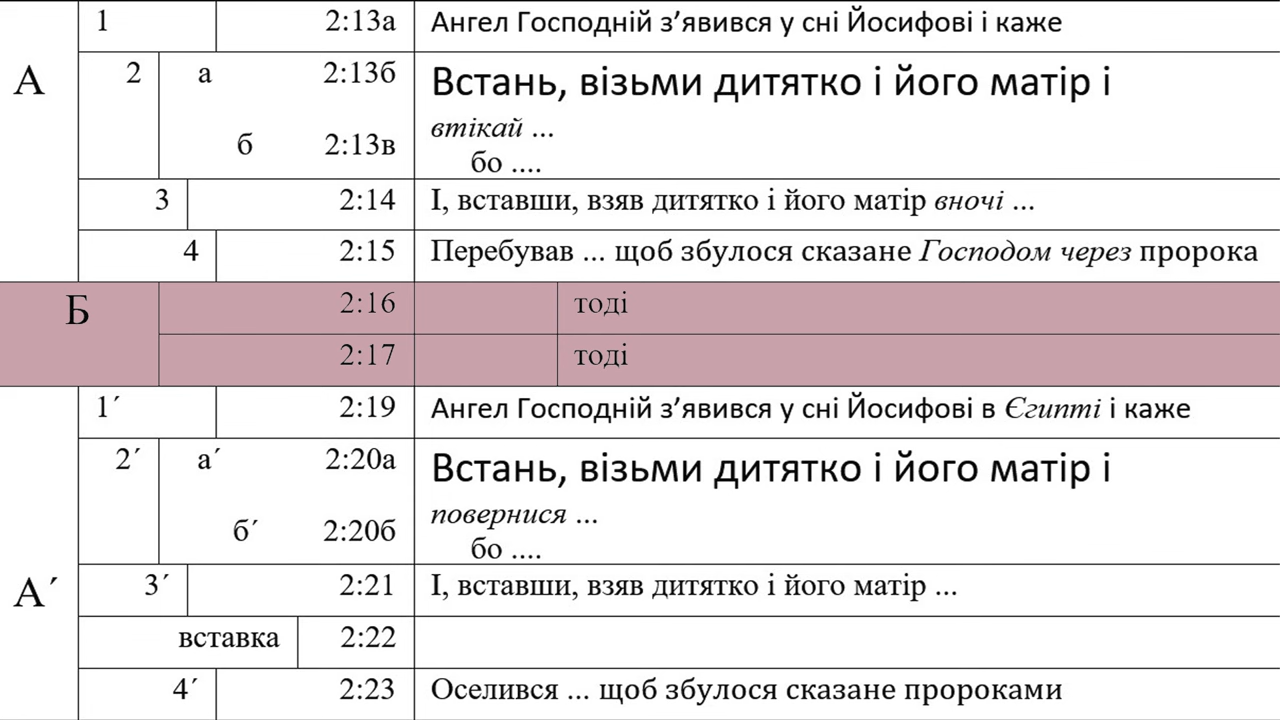 А
1 2:13а Ангел Господній з’явився у сні Йосифові і каже
2 а 2:13б Встань, візьми дитятко і його матір і
втікай ...
б 2:13в бо ....
3 2:14 І, вставши, взяв дитятко і його матір вночі ...
4 2:15 Перебував ... щоб збулося сказане Господом через пророка
Б
2:16 тоді
2:17 тоді
А´
1´ 2:19 Ангел Господній з’явився у сні Йосифові в Єгипті і каже
2´ а´ 2:20а Встань, візьми дитятко і його матір і
повернися ...
б´ 2:20б бо ....
3´ 2:21 І, вставши, взяв дитятко і його матір ...
вставка 2:22
4´ 2:23 Оселився ... щоб збулося сказане пророками